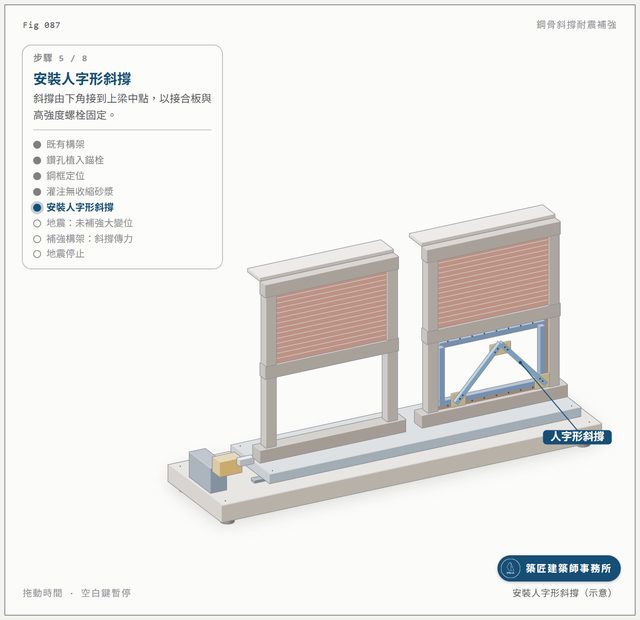 Fig 087
鋼骨斜撐耐震補強
步驟 5 / 8
安裝人字形斜撐
斜撐由下角接到上梁中點，以接合板與
高強度螺栓固定。
既有構架
鑽孔植入錨栓
鋼框定位
灌注無收縮砂漿
安裝人字形斜撐
地震：未補強大變位
補強構架：斜撐傳力
地震停止
人字形斜撐
築匠建築師事務所
拖動時間 · 空白鍵暫停
安裝人字形斜撐（示意）